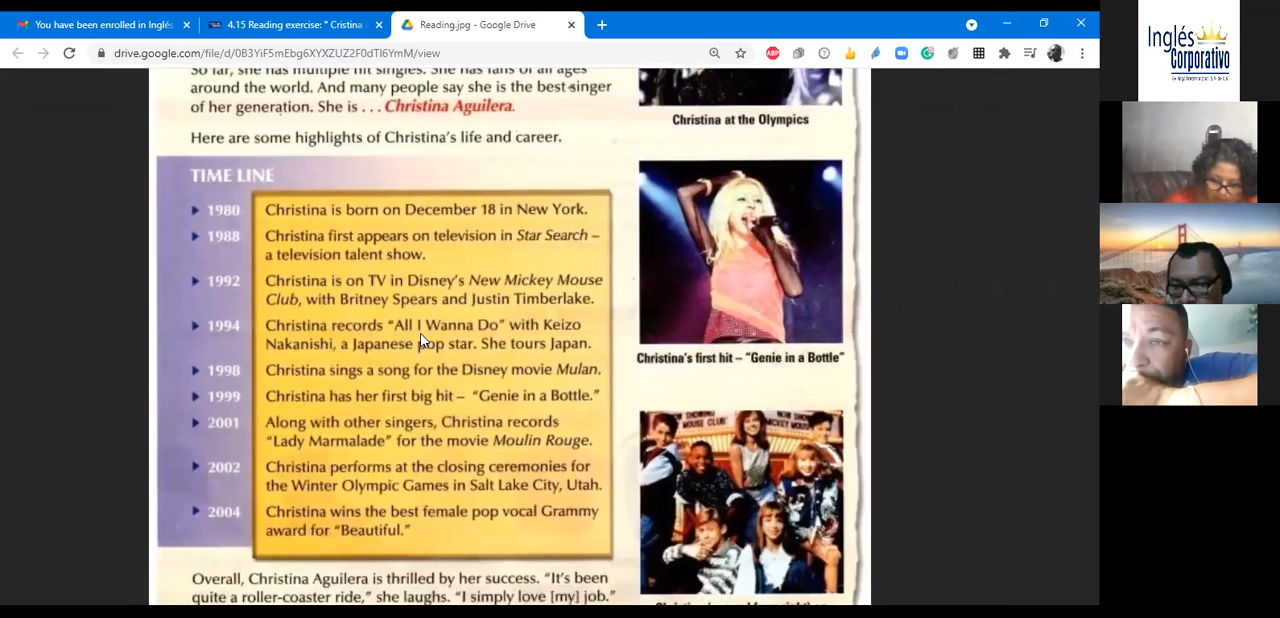 You have been enrolled in Inglés
4.15 Reading exercise: " Cristina
Reading.jpg - Google Drive
drive.google.com/file/d/0B3YiF5mEbg6XYXZUZ2F0dTI6YmM/view
ABP
So far, she has multiple hit singles. She has fans of all ages
around the world. And many people say she is the best singer
of her generation. She is . . . Christina Aguilera.
Here are some highlights of Christina's life and career.
TIME LINE
1980 Christina is born on December 18 in New York.
1988 Christina first appears on television in Star Search –
a television talent show.
1992 Christina is on TV in Disney's New Mickey Mouse
Club, with Britney Spears and Justin Timberlake.
1994 Christina records "All I Wanna Do" with Keizo
Nakanishi, a Japanese pop star. She tours Japan.
1998 Christina sings a song for the Disney movie Mulan.
1999 Christina has her first big hit – "Genie in a Bottle."
2001 Along with other singers, Christina records
"Lady Marmalade" for the movie Moulin Rouge.
2002 Christina performs at the closing ceremonies for
the Winter Olympic Games in Salt Lake City, Utah.
2004 Christina wins the best female pop vocal Grammy
award for "Beautiful."
Overall, Christina Aguilera is thrilled by her success. "It's been
quite a roller-coaster ride," she laughs. "I simply love [my] job."
Christina at the Olympics
Christina's first hit – "Genie in a Bottle"
MOUSE CLUB
MICKEY MOUSE
Inglés
Corporativo